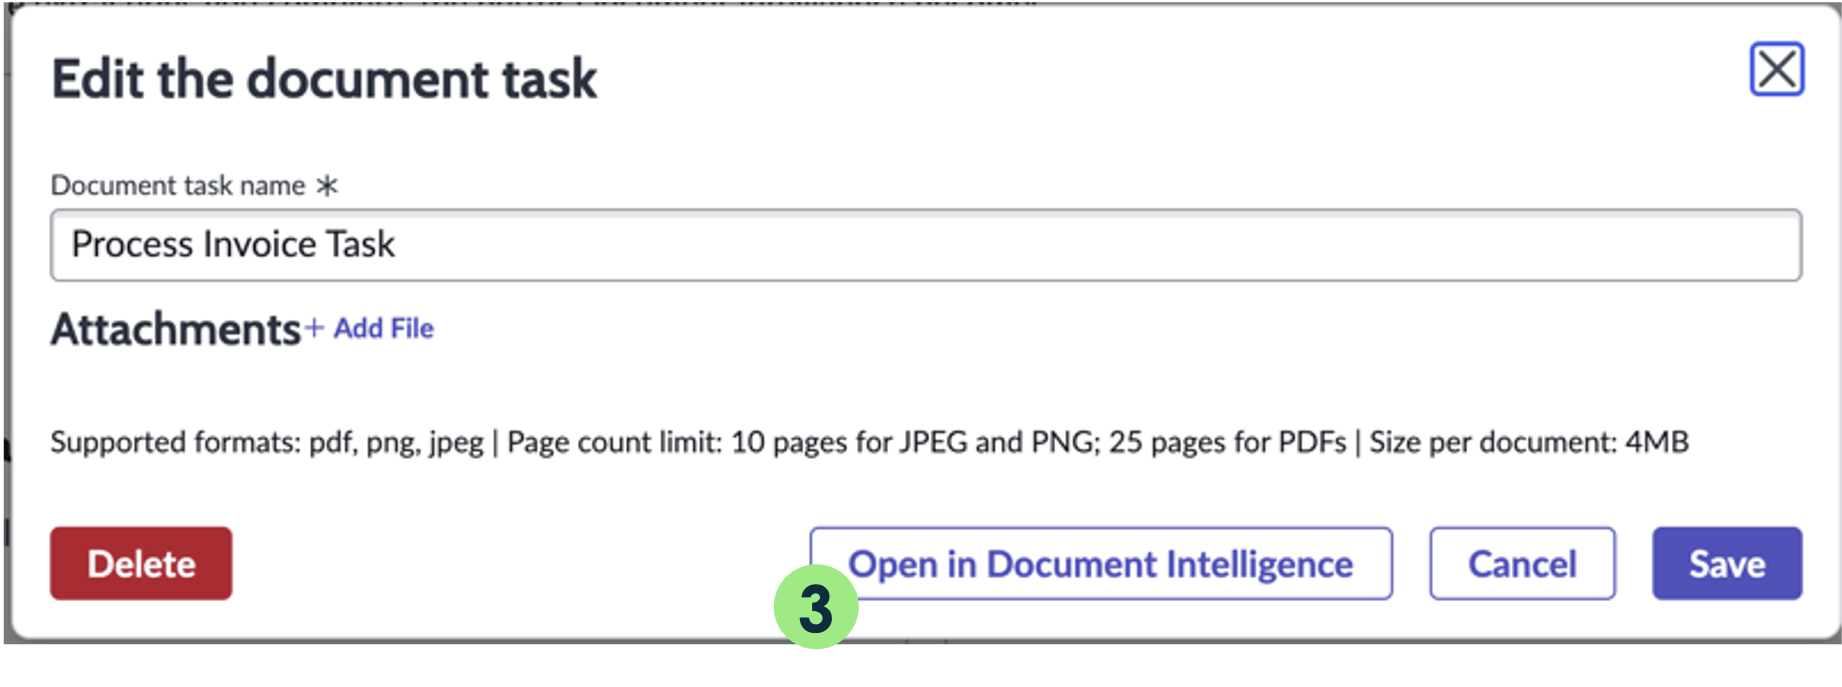 Edit the document task
Document task name *
Process Invoice Task
Attachments + Add File
Supported formats: pdf, png, jpeg | Page count limit: 10 pages for JPEG and PNG; 25 pages for PDFs | Size per document: 4MB
Delete
Open in Document Intelligence
Cancel
Save
3